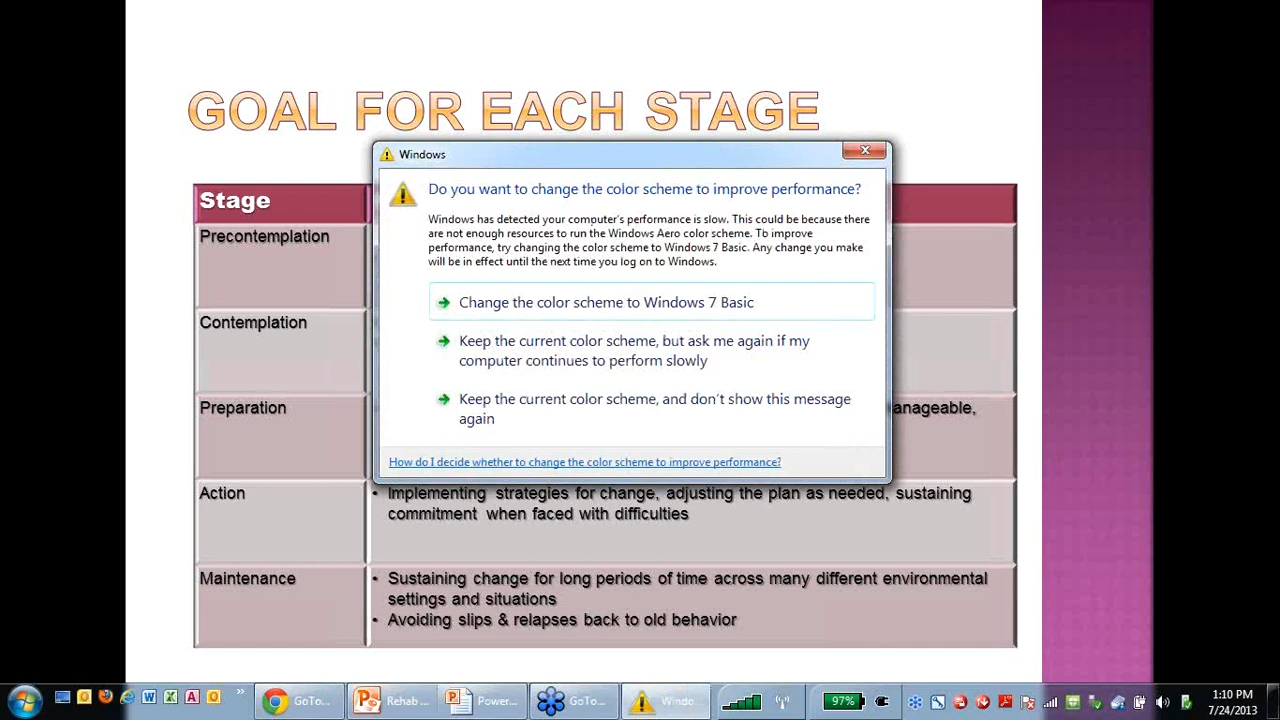 GOAL FOR EACH STAGE
Windows
Do you want to change the color scheme to improve performance?
Windows has detected your computer's performance is slow. This could be because there
are not enough resources to run the Windows Aero color scheme. To improve
performance, try changing the color scheme to Windows 7 Basic. Any change you make
will be in effect until the next time you log on to Windows.
Change the color scheme to Windows 7 Basic
Keep the current color scheme, but ask me again if my
computer continues to perform slowly
Keep the current color scheme, and don't show this message
again
How do I decide whether to change the color scheme to improve performance?
Stage
Precontemplation
Contemplation
Preparation
anageable,
Action
• Implementing strategies for change, adjusting the plan as needed, sustaining
commitment when faced with difficulties
Maintenance
• Sustaining change for long periods of time across many different environmental
settings and situations
• Avoiding slips & relapses back to old behavior
GoTo...
Rehab ...
Power...
GoTo...
Windo...
97%
1:10 PM
7/24/2013